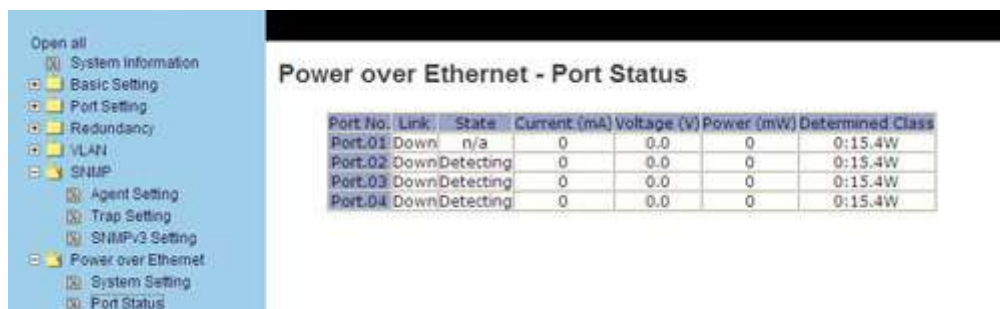 Open all
System Information
Basic Setting
Port Setting
Redundancy
VLAN
SNMP
Agent Setting
Trap Setting
SNMPv3 Setting
Power over Ethernet
System Setting
Port Status
Power over Ethernet - Port Status
Port No. Link State Current (mA) Voltage (V) Power (mW) Determined Class
Port.01 Down n/a 0 0.0 0 0:15.4W
Port.02 Down Detecting 0 0.0 0 0:15.4W
Port.03 Down Detecting 0 0.0 0 0:15.4W
Port.04 Down Detecting 0 0.0 0 0:15.4W